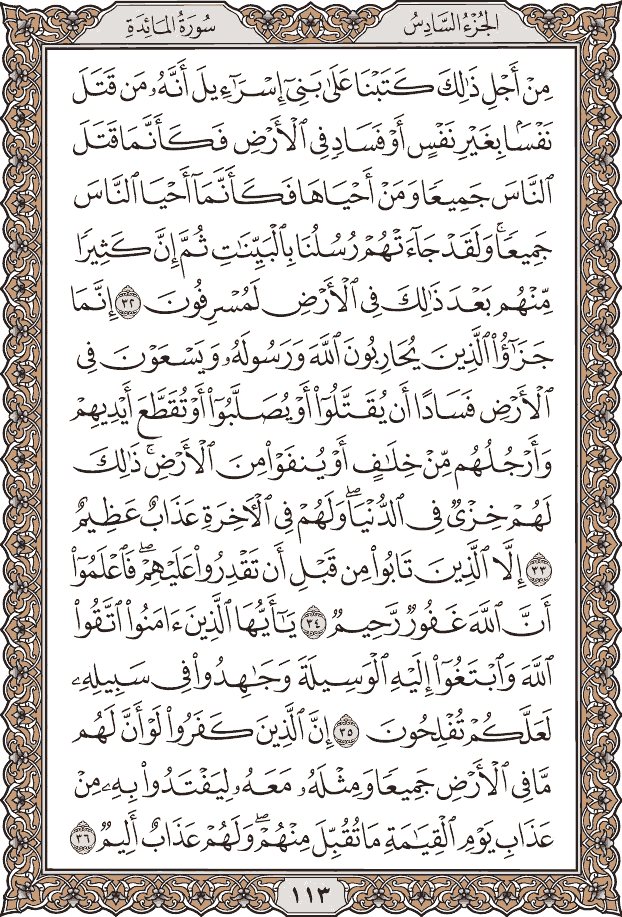 الجُزْءُ السَّادِسُ
سُورَةُ المَائِدَةِ
مِنْ أَجْلِ ذَٰلِكَ كَتَبْنَا عَلَىٰ بَنِىٓ إِسْرَٰٓءِيلَ أَنَّهُۥ مَن قَتَلَ
نَفْسًۢا بِغَيْرِ نَفْسٍ أَوْ فَسَادٍ فِى ٱلْأَرْضِ فَكَأَنَّمَا قَتَلَ
ٱلنَّاسَ جَمِيعًا وَمَنْ أَحْيَاهَا فَكَأَنَّمَآ أَحْيَا ٱلنَّاسَ
جَمِيعًا ۚ وَلَقَدْ جَآءَتْهُمْ رُسُلُنَا بِٱلْبَيِّنَٰتِ ثُمَّ إِنَّ كَثِيرًا
مِّنْهُم بَعْدَ ذَٰلِكَ فِى ٱلْأَرْضِ لَمُسْرِفُونَ ٣٢ إِنَّمَا
جَزَٰٓؤُا۟ ٱلَّذِينَ يُحَارِبُونَ ٱللَّهَ وَرَسُولَهُۥ وَيَسْعَوْنَ فِى
ٱلْأَرْضِ فَسَادًا أَن يُقَتَّلُوٓا۟ أَوْ يُصَلَّبُوٓا۟ أَوْ تُقَطَّعَ أَيْدِيهِمْ
وَأَرْجُلُهُم مِّنْ خِلَٰفٍ أَوْ يُنفَوْا۟ مِنَ ٱلْأَرْضِ ۚ ذَٰلِكَ
لَهُمْ خِزْىٌ فِى ٱلدُّنْيَا ۖ وَلَهُمْ فِى ٱلْءَاخِرَةِ عَذَابٌ عَظِيمٌ
٣٣ إِلَّا ٱلَّذِينَ تَابُوا۟ مِن قَبْلِ أَن تَقْدِرُوا۟ عَلَيْهِمْ ۖ فَٱعْلَمُوٓا۟
أَنَّ ٱللَّهَ غَفُورٌ رَّحِيمٌ ٣٤ يَٰٓأَيُّهَا ٱلَّذِينَ ءَامَنُوا۟ ٱتَّقُوا۟
ٱللَّهَ وَٱبْتَغُوٓا۟ إِلَيْهِ ٱلْوَسِيلَةَ وَجَٰهِدُوا۟ فِى سَبِيلِهِۦ
لَعَلَّكُمْ تُفْلِحُونَ ٣٥ إِنَّ ٱلَّذِينَ كَفَرُوا۟ لَوْ أَنَّ لَهُم
مَّا فِى ٱلْأَرْضِ جَمِيعًا وَمِثْلَهُۥ مَعَهُۥ لِيَفْتَدُوا۟ بِهِۦ مِنْ
عَذَابِ يَوْمِ ٱلْقِيَٰمَةِ مَا تُقُبِّلَ مِنْهُمْ ۖ وَلَهُمْ عَذَابٌ أَلِيمٌ ٣٦
١١٣